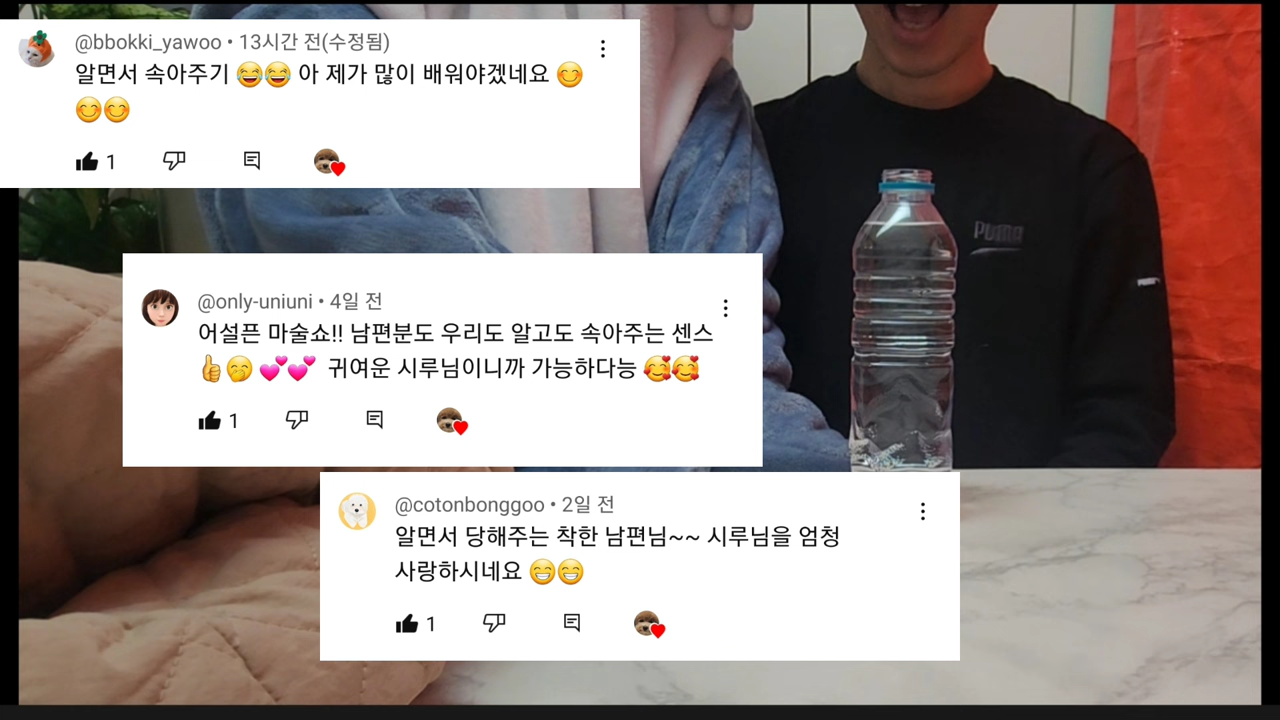 @bbokki_yawoo • 13시간 전(수정됨)
알면서 속아주기 😂😂 아 제가 많이 배워야겠네요 😊
😊😊
1
@only-uniuni • 4일 전
어설픈 마술쇼!! 남편분도 우리도 알고도 속아주는 센스
👍🤭 💕💕 귀여운 시루님이니까 가능하다능 🥰🥰
1
@cotonbonggoo • 2일 전
알면서 당해주는 착한 남편님~~ 시루님을 엄청
사랑하시네요 😁😁
1
PUMA